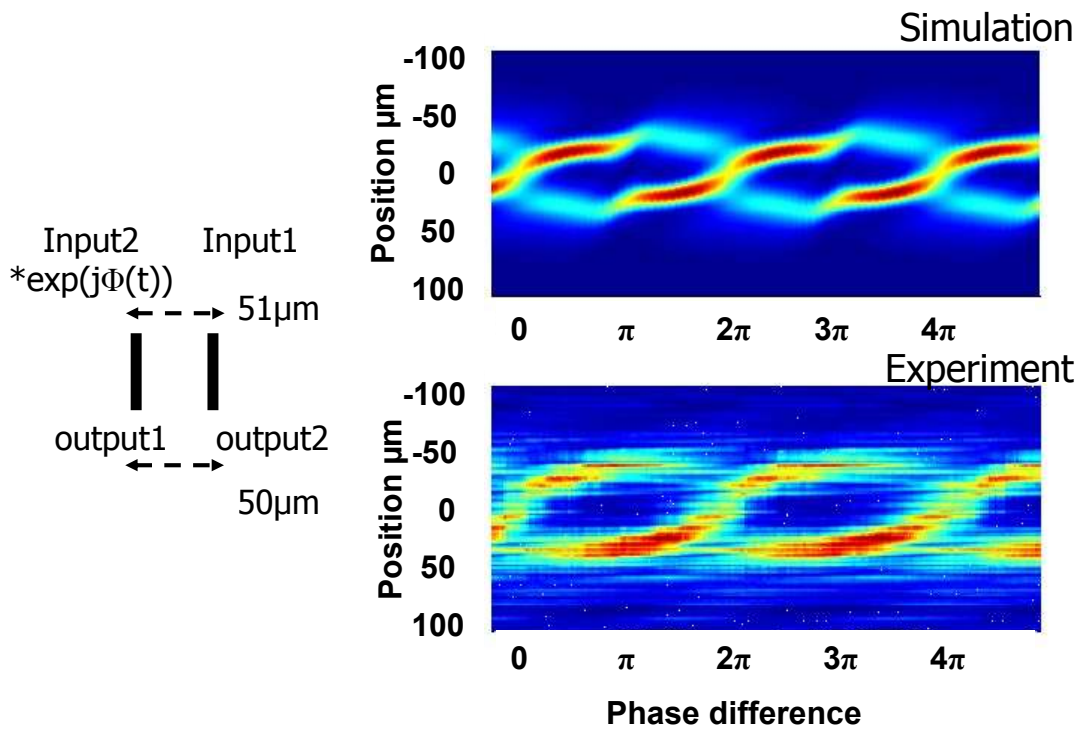 Simulation
-100
-50
0
50
100
Position µm
0 π 2π 3π 4π
Input2 Input1
*exp(jΦ(t))
51µm
output1 output2
50µm
Experiment
-100
-50
0
50
100
Position µm
0 π 2π 3π 4π
Phase difference